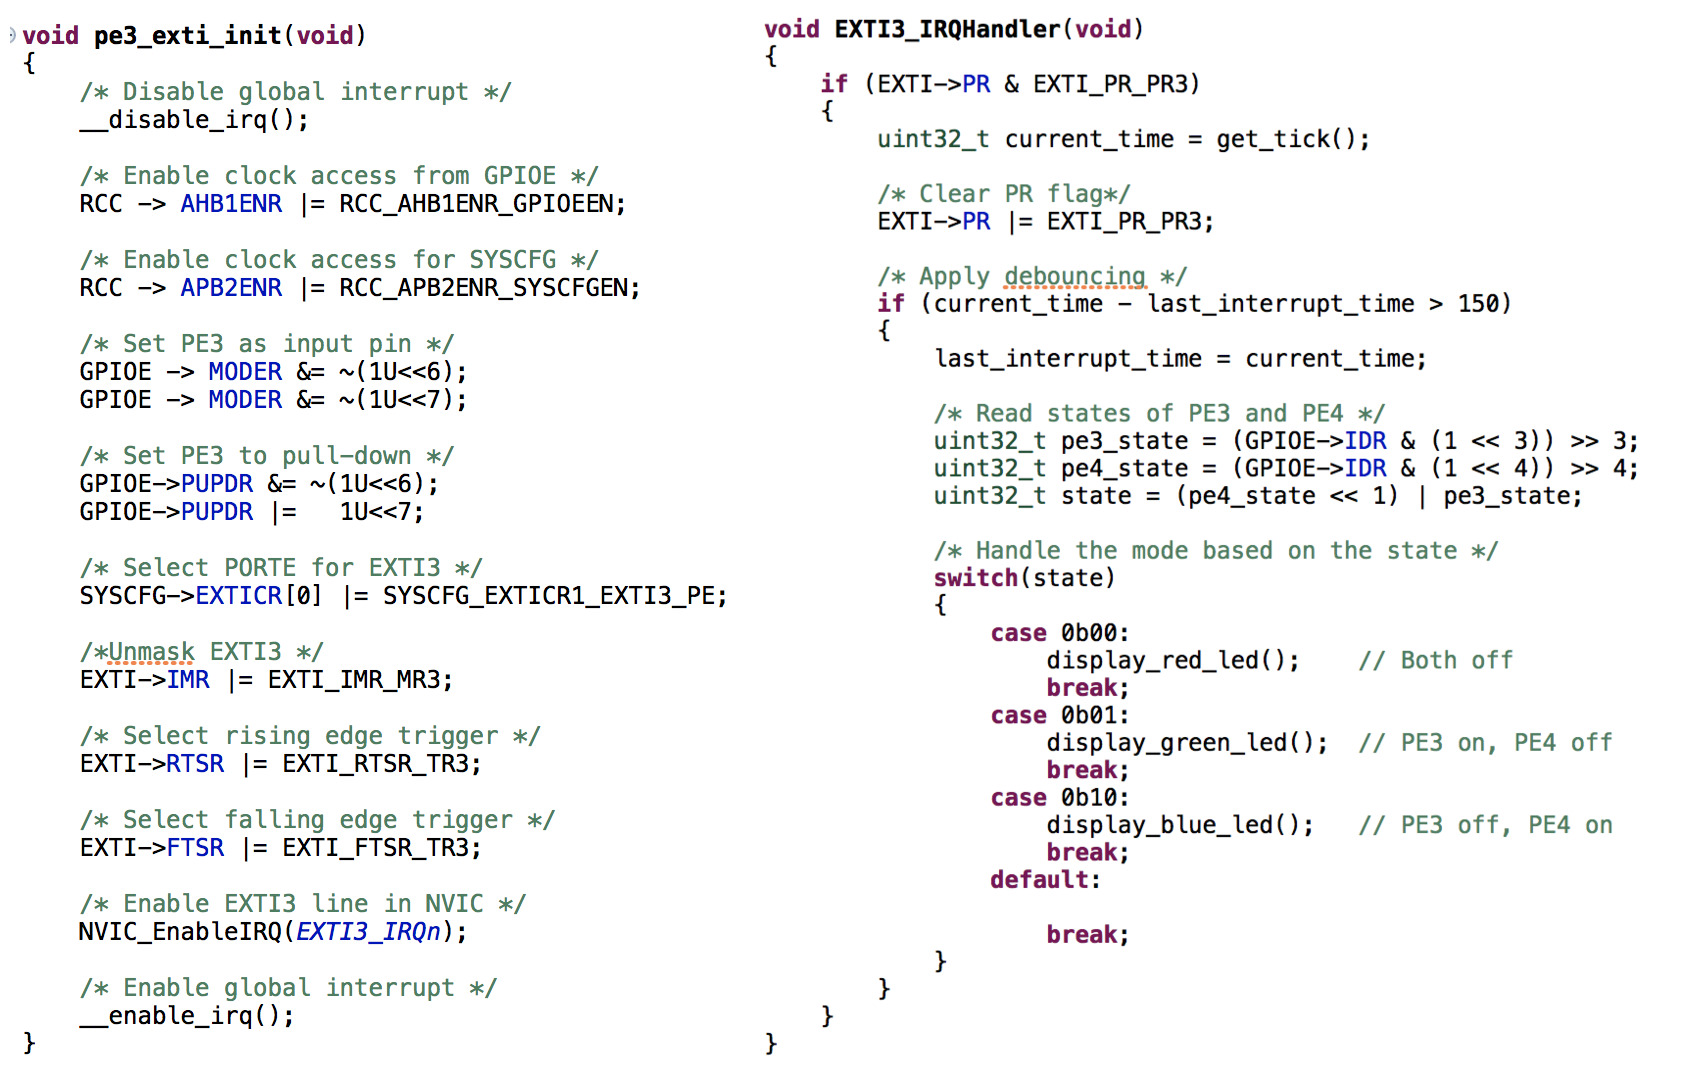 void pe3_exti_init(void)
{
    /* Disable global interrupt */
    __disable_irq();

    /* Enable clock access from GPIOE */
    RCC -> AHB1ENR |= RCC_AHB1ENR_GPIOEEN;

    /* Enable clock access for SYSCFG */
    RCC -> APB2ENR |= RCC_APB2ENR_SYSCFGEN;

    /* Set PE3 as input pin */
    GPIOE -> MODER &= ~(1U<<6);
    GPIOE -> MODER &= ~(1U<<7);

    /* Set PE3 to pull-down */
    GPIOE->PUPDR &= ~(1U<<6);
    GPIOE->PUPDR |=   1U<<7;

    /* Select PORTE for EXTI3 */
    SYSCFG->EXTICR[0] |= SYSCFG_EXTICR1_EXTI3_PE;

    /*Unmask EXTI3 */
    EXTI->IMR |= EXTI_IMR_MR3;

    /* Select rising edge trigger */
    EXTI->RTSR |= EXTI_RTSR_TR3;

    /* Select falling edge trigger */
    EXTI->FTSR |= EXTI_FTSR_TR3;

    /* Enable EXTI3 line in NVIC */
    NVIC_EnableIRQ(EXTI3_IRQn);

    /* Enable global interrupt */
    __enable_irq();
}
void EXTI3_IRQHandler(void)
{
    if (EXTI->PR & EXTI_PR_PR3)
    {
        uint32_t current_time = get_tick();

        /* Clear PR flag*/
        EXTI->PR |= EXTI_PR_PR3;

        /* Apply debouncing */
        if (current_time - last_interrupt_time > 150)
        {
            last_interrupt_time = current_time;

            /* Read states of PE3 and PE4 */
            uint32_t pe3_state = (GPIOE->IDR & (1 << 3)) >> 3;
            uint32_t pe4_state = (GPIOE->IDR & (1 << 4)) >> 4;
            uint32_t state = (pe4_state << 1) | pe3_state;

            /* Handle the mode based on the state */
            switch(state)
            {
                case 0b00:
                    display_red_led();    // Both off
                    break;
                case 0b01:
                    display_green_led();  // PE3 on, PE4 off
                    break;
                case 0b10:
                    display_blue_led();   // PE3 off, PE4 on
                    break;
                default:

                    break;
            }
        }
    }
}